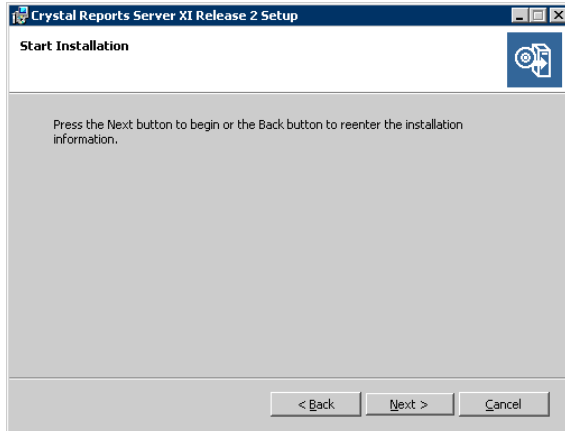 Crystal Reports Server XI Release 2 Setup
Start Installation
Press the Next button to begin or the Back button to reenter the installation
information.
< Back Next > Cancel